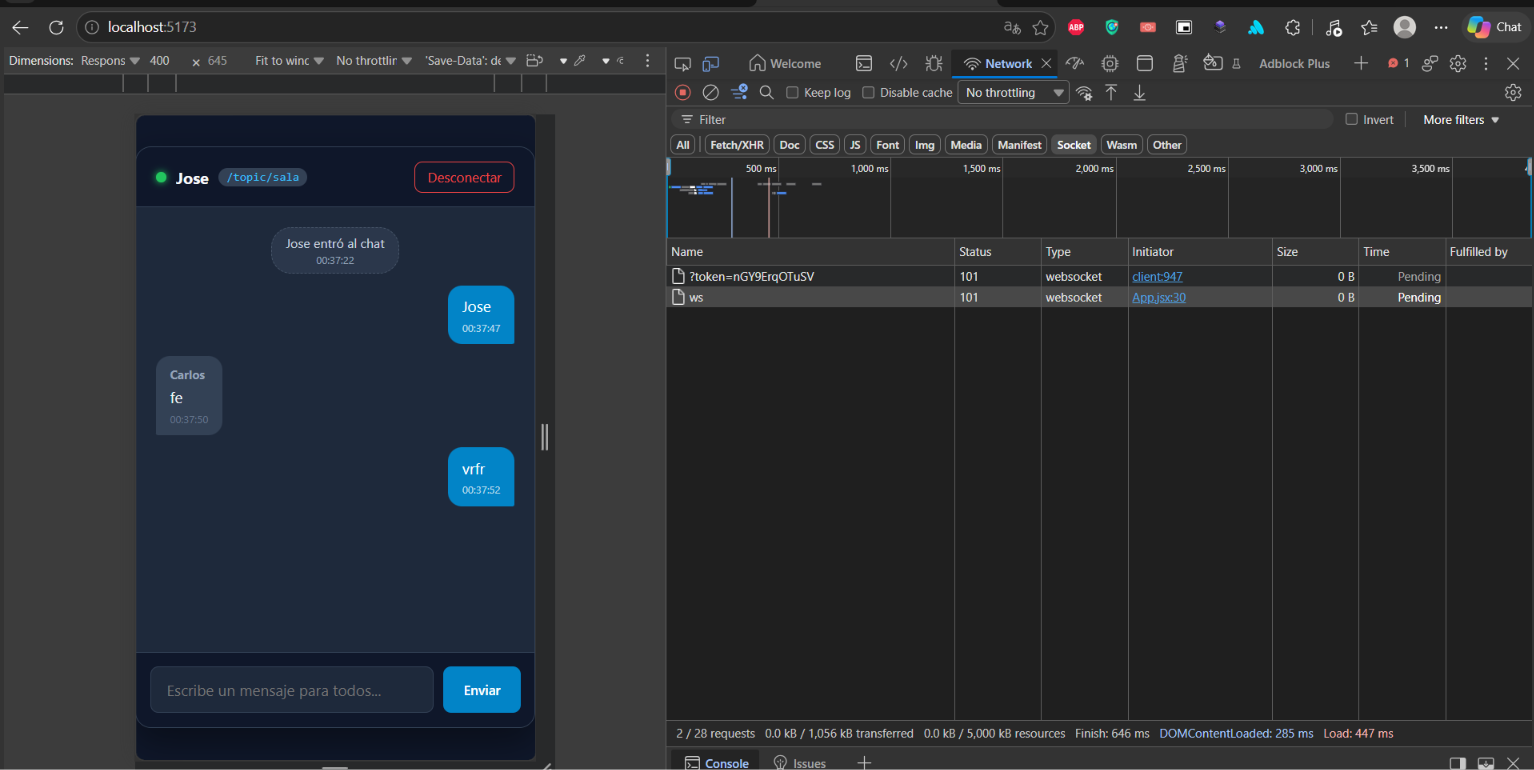 localhost:5173
ABP
Chat
Dimensions: Respons 400 × 645 Fit to winc No throttlir 'Save-Data': de
Welcome
Network
Adblock Plus
1
Keep log
Disable cache
No throttling
Filter
Invert
More filters
All Fetch/XHR Doc CSS JS Font Img Media Manifest Socket Wasm Other
500 ms 1,000 ms 1,500 ms 2,000 ms 2,500 ms 3,000 ms 3,500 ms
Name Status Type Initiator Size Time Fulfilled by
?token=nGY9ErqOTuSV 101 websocket client:947 0 B Pending
ws 101 websocket App.jsx:30 0 B Pending
Jose /topic/sala Desconectar
Jose entró al chat
00:37:22
Jose
00:37:47
Carlos
fe
00:37:50
vrfr
00:37:52
Escribe un mensaje para todos...
Enviar
2 / 28 requests 0.0 kB / 1,056 kB transferred 0.0 kB / 5,000 kB resources Finish: 646 ms DOMContentLoaded: 285 ms Load: 447 ms
Console Issues